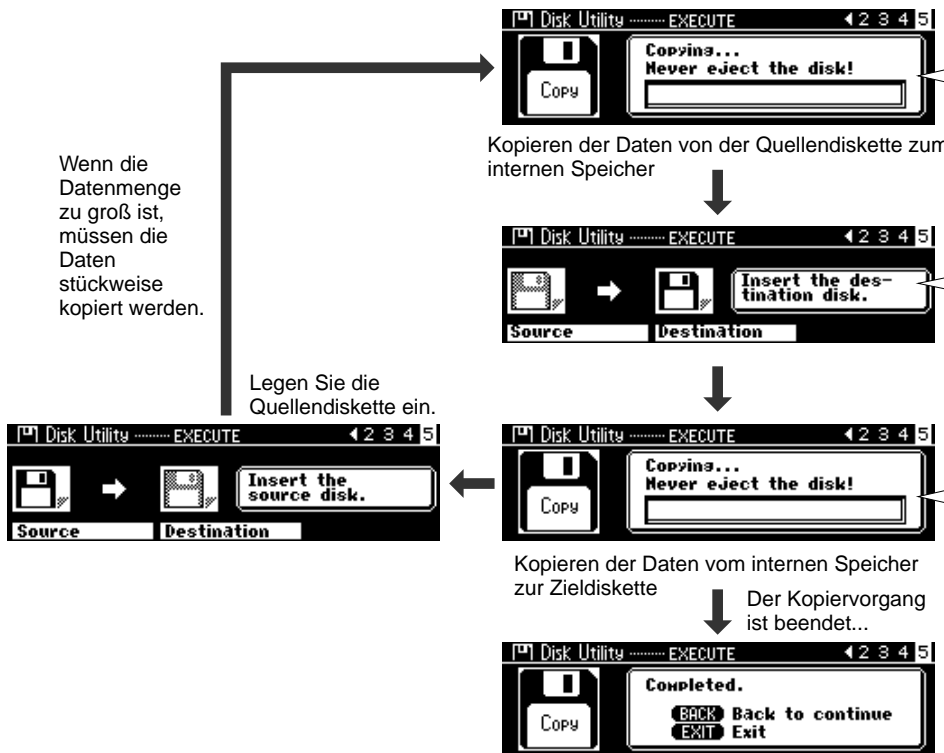 Disk Utility ········· EXECUTE ◀2 3 4 5
Copying...
Never eject the disk!
Copy
Kopieren der Daten von der Quellendiskette zum
internen Speicher
Wenn die
Datenmenge
zu groß ist,
müssen die
Daten
stückweise
kopiert werden.
Disk Utility ········· EXECUTE ◀2 3 4 5
Insert the des-
tination disk.
Source Destination
Legen Sie die
Quellendiskette ein.
Disk Utility ········· EXECUTE ◀2 3 4 5
Insert the
source disk.
Source Destination
Disk Utility ········· EXECUTE ◀2 3 4 5
Copying...
Never eject the disk!
Copy
Kopieren der Daten vom internen Speicher
zur Zieldiskette
Der Kopiervorgang
ist beendet...
Disk Utility ········· EXECUTE ◀2 3 4 5
Completed.
Copy
BACK Back to continue
EXIT Exit